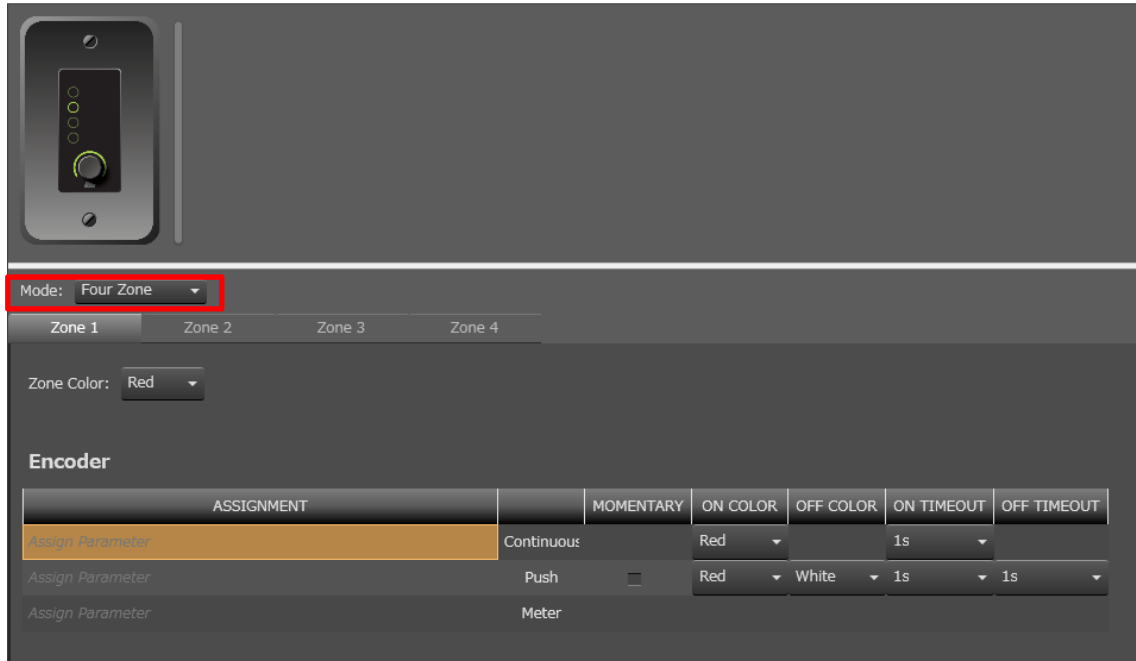 Mode: Four Zone
Zone 1 Zone 2 Zone 3 Zone 4
Zone Color: Red
Encoder
ASSIGNMENT MOMENTARY ON COLOR OFF COLOR ON TIMEOUT OFF TIMEOUT
Assign Parameter Continuous Red 1s
Assign Parameter Push Red White 1s 1s
Assign Parameter Meter